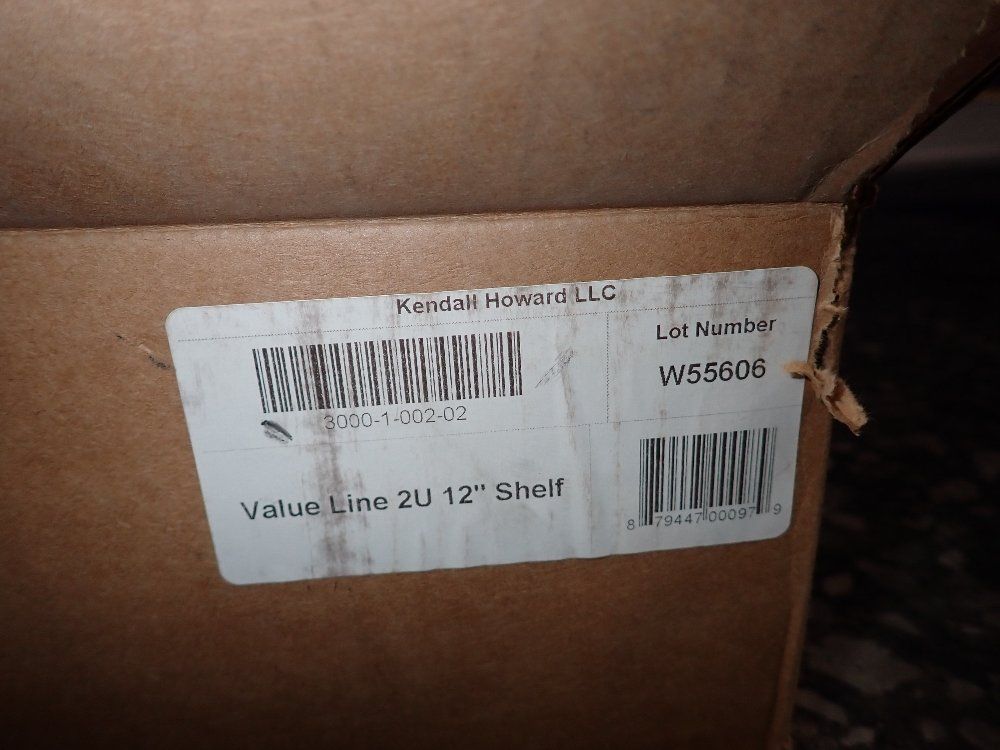 Kendall Howard LLC
3000-1-002-02
Lot Number
W55606
Value Line 2U 12" Shelf
8 79447 00097 9